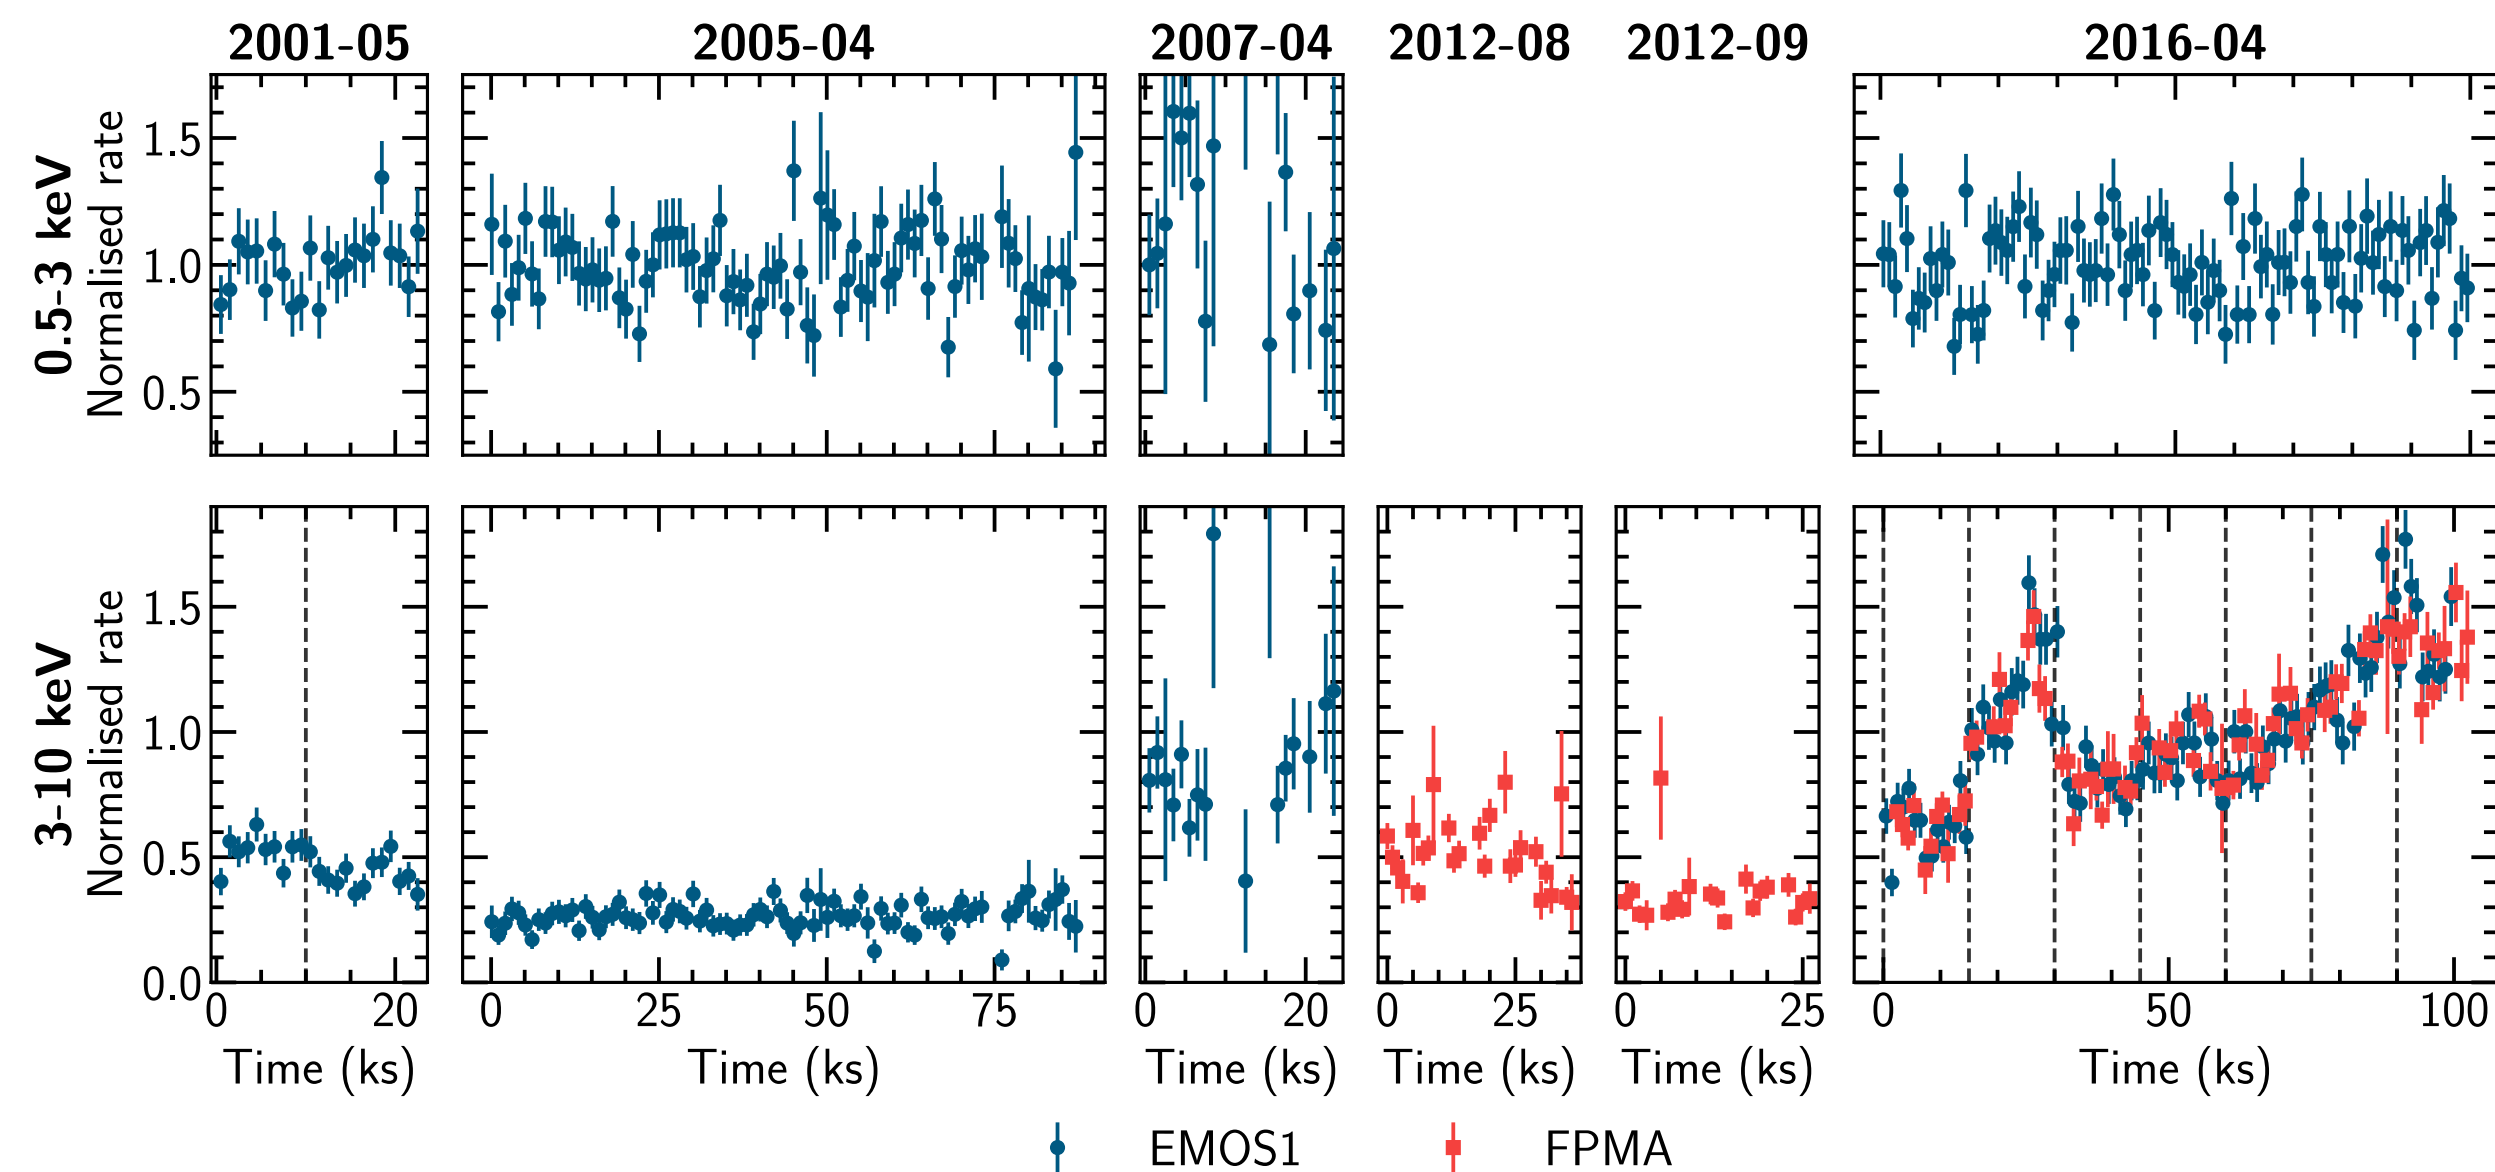 2001-05 2005-04 2007-04 2012-08 2012-09 2016-04
0.5-3 keV
Normalised rate
1.5
1.0
0.5
3-10 keV
Normalised rate
1.5
1.0
0.5
0.0
0 20 0 25 50 75 0 20 0 25 0 25 0 50 100
Time (ks) Time (ks) Time (ks) Time (ks) Time (ks) Time (ks)
EMOS1 FPMA